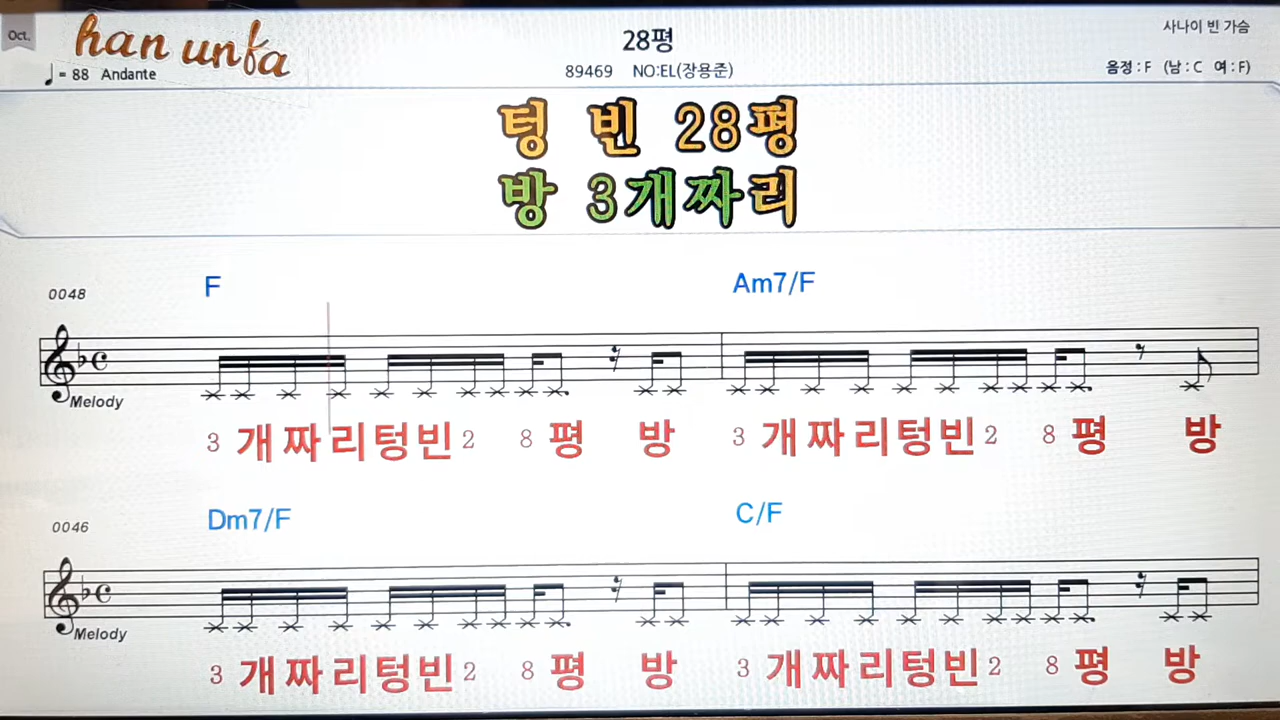 Oct.
han unfa
♩ = 88 Andante
28평
89469 NO:EL(장용준)
사나이 빈 가슴
음정 : F (남 : C 여 : F)
텅 빈 28평
방 3개짜리
0048
F Am7/F
Melody
3 개 짜 리 텅 빈 2 8 평 방 3 개 짜 리 텅 빈 2 8 평 방
0046
Dm7/F C/F
Melody
3 개 짜 리 텅 빈 2 8 평 방 3 개 짜 리 텅 빈 2 8 평 방